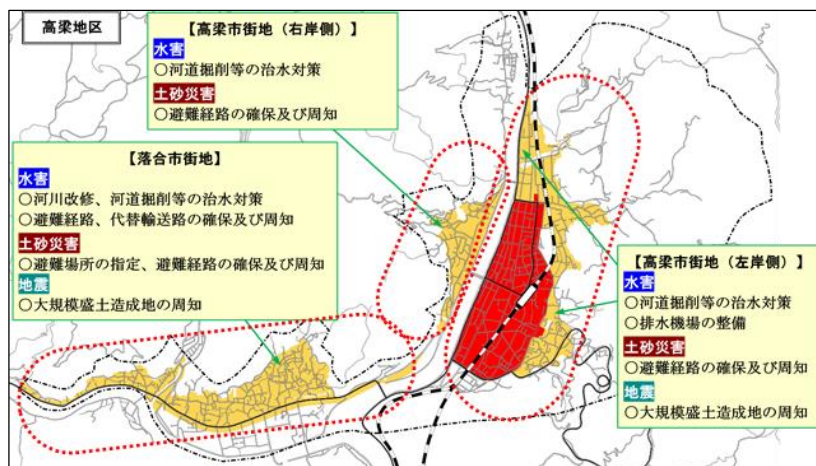 高梁地区
【高梁市街地（右岸側）】
水害
○河道掘削等の治水対策
土砂災害
○避難経路の確保及び周知
【落合市街地】
水害
○河川改修、河道掘削等の治水対策
○避難経路、代替輸送路の確保及び周知
土砂災害
○避難場所の指定、避難経路の確保及び周知
地震
○大規模盛土造成地の周知
【高梁市街地（左岸側）】
水害
○河道掘削等の治水対策
○排水機場の整備
土砂災害
○避難経路の確保及び周知
地震
○大規模盛土造成地の周知